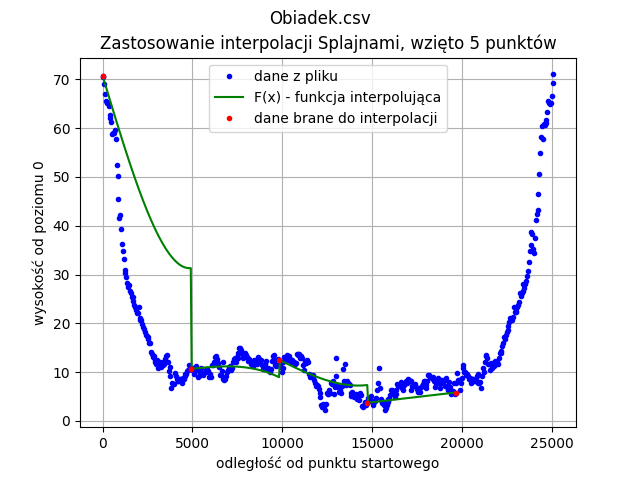 Obiadek.csv
Zastosowanie interpolacji Splajnami, wzięto 5 punktów
dane z pliku
F(x) - funkcja interpolująca
dane brane do interpolacji
wysokość od poziomu 0
70
60
50
40
30
20
10
0
0 5000 10000 15000 20000 25000
odległość od punktu startowego